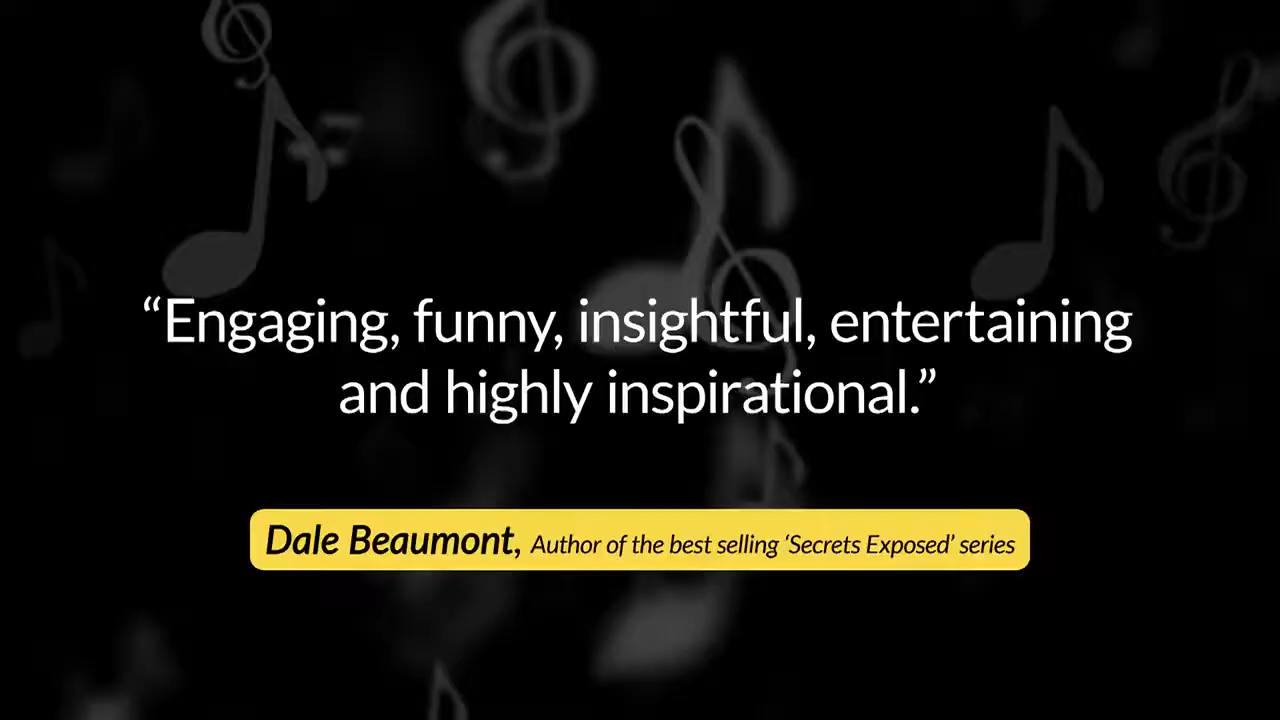 “Engaging, funny, insightful, entertaining
and highly inspirational.”
Dale Beaumont, Author of the best selling ‘Secrets Exposed’ series